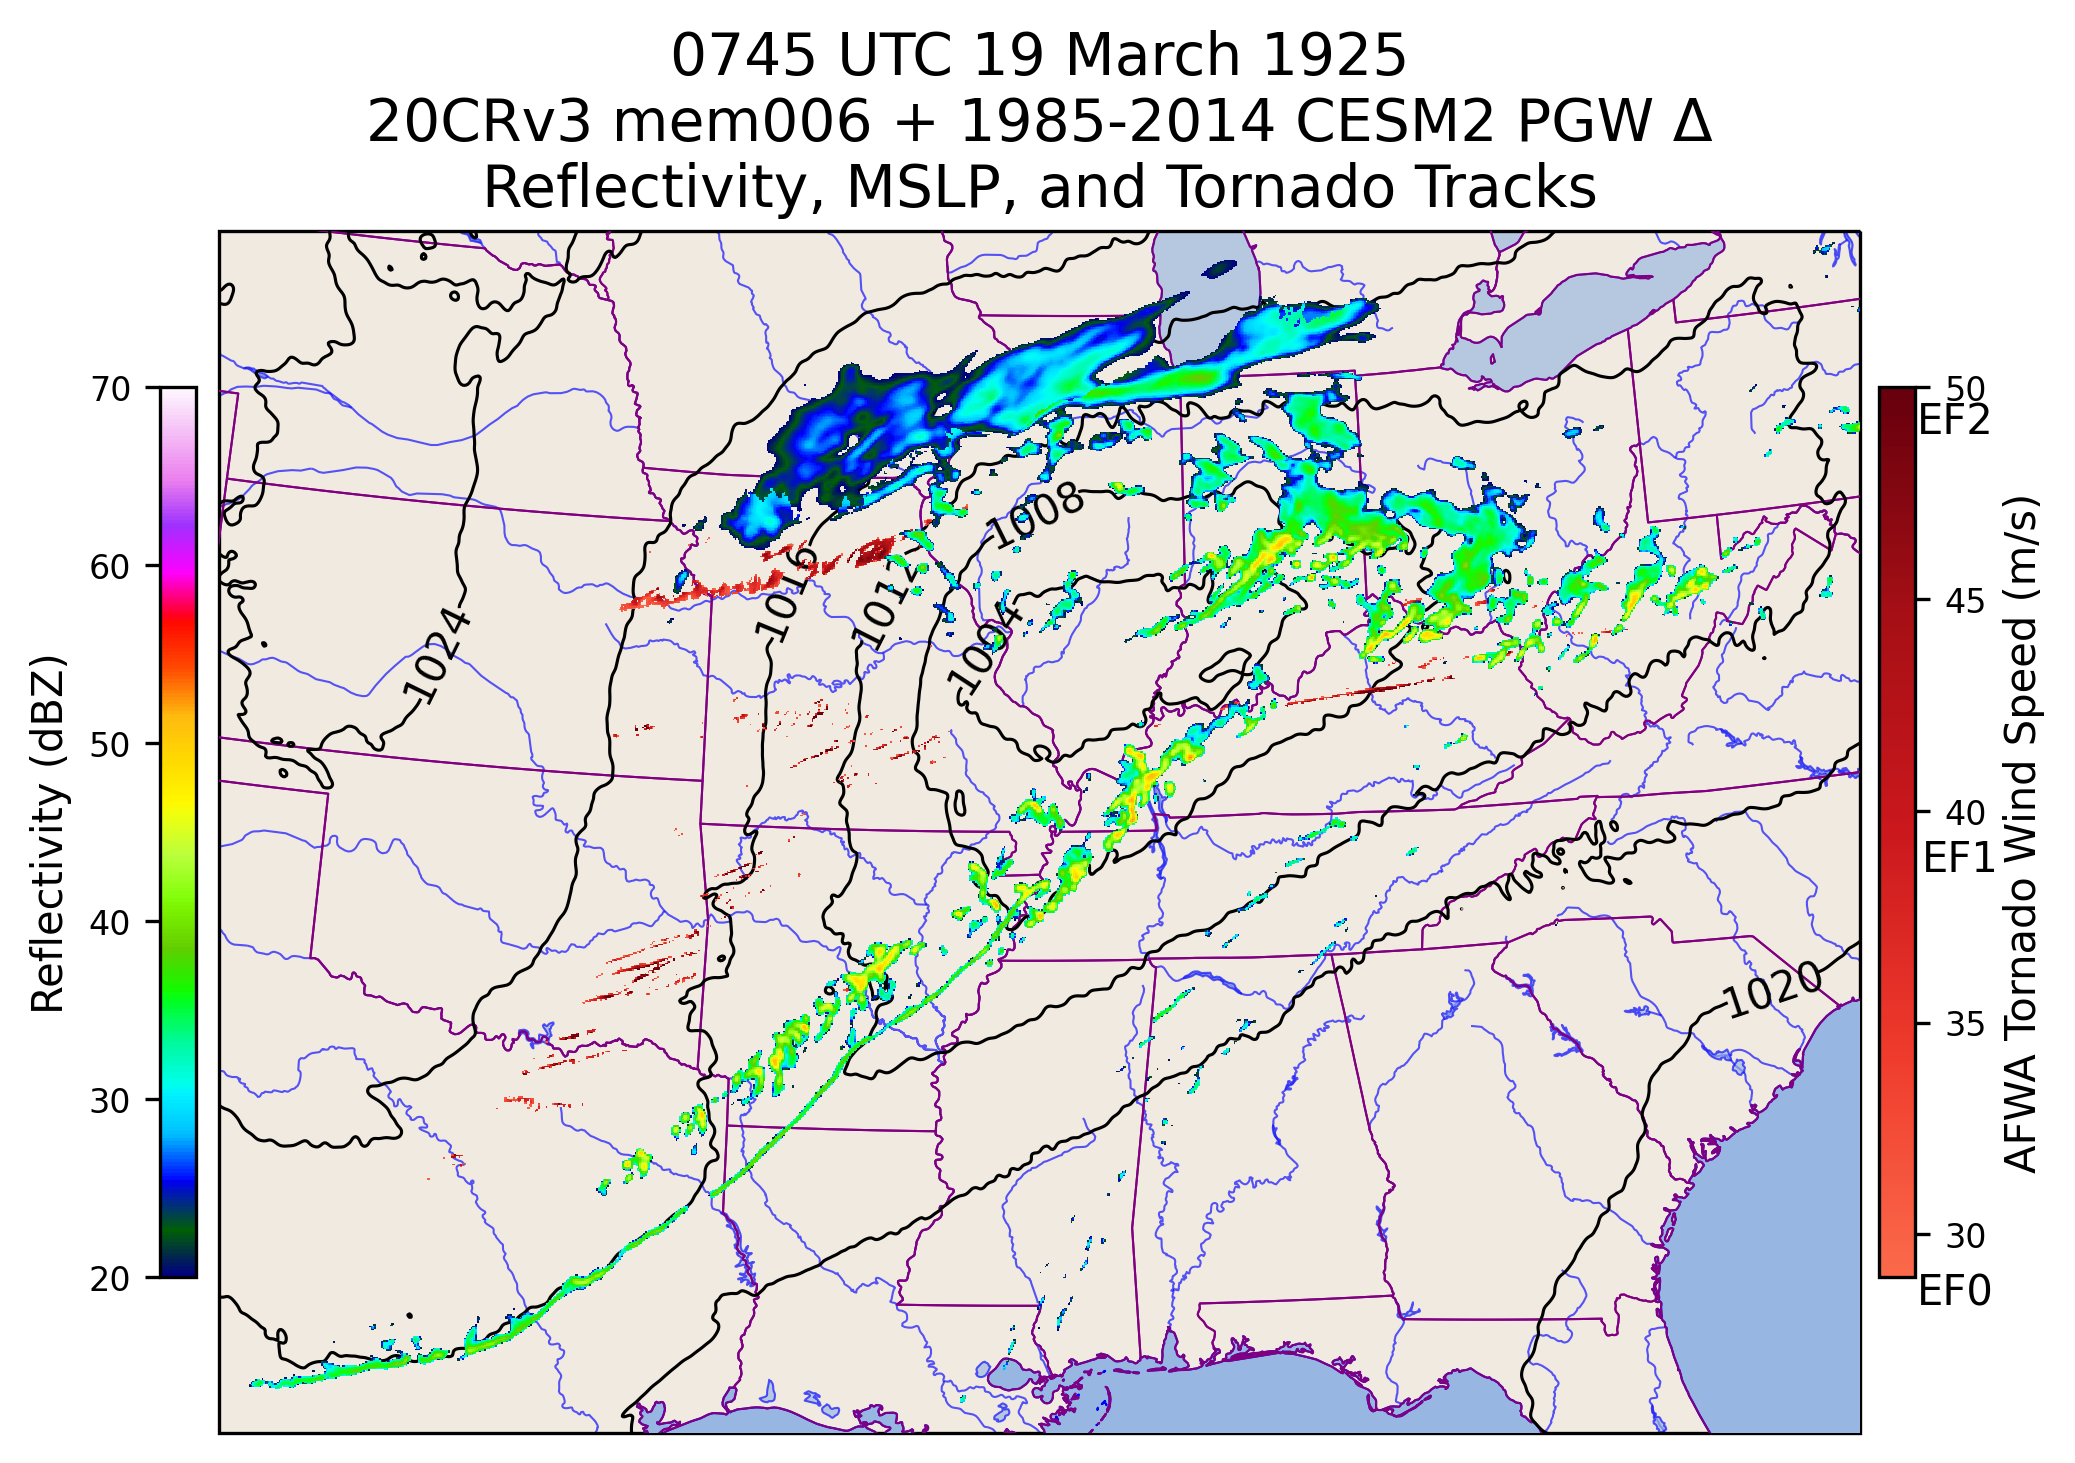 0745 UTC 19 March 1925
20CRv3 mem006 + 1985-2014 CESM2 PGW Δ
Reflectivity, MSLP, and Tornado Tracks
Reflectivity (dBZ)
70
60
50
40
30
20
1008
1016
1012
1004
1024
1020
50
EF2
45
40
EF1
35
30
EF0
AFWA Tornado Wind Speed (m/s)